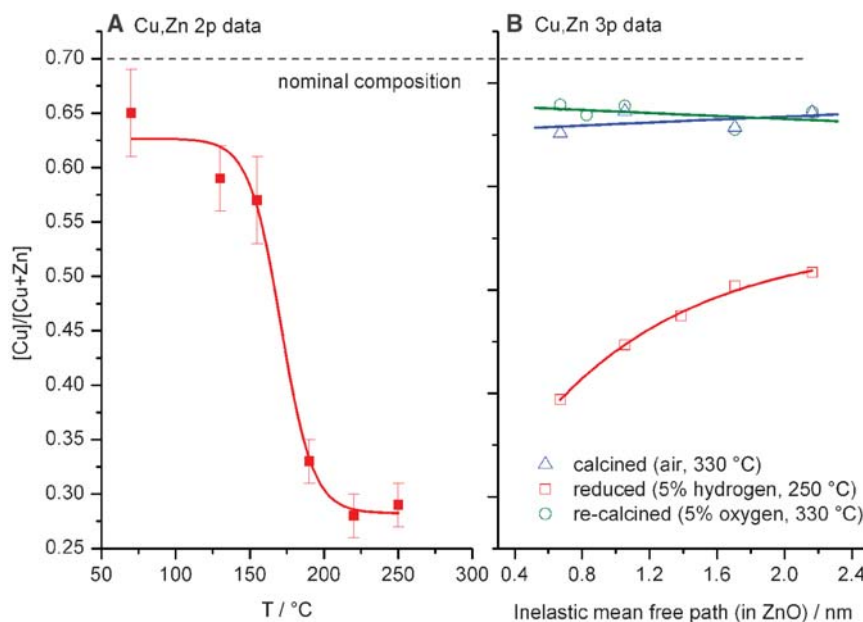 A Cu,Zn 2p data
B Cu,Zn 3p data
0.70
nominal composition
0.65
0.60
0.55
0.50
0.45
0.40
0.35
0.30
0.25
[Cu]/[Cu+Zn]
calcined (air, 330 °C)
reduced (5% hydrogen, 250 °C)
re-calcined (5% oxygen, 330 °C)
50 100 150 200 250 300
0.4 0.8 1.2 1.6 2.0 2.4
T / °C
Inelastic mean free path (in ZnO) / nm